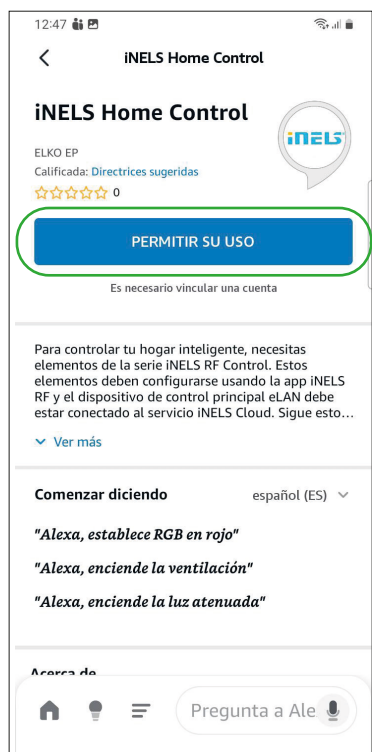 12:47
iNELS Home Control
iNELS Home Control
iNELS
ELKO EP
Calificada: Directrices sugeridas
0
PERMITIR SU USO
Es necesario vincular una cuenta
Para controlar tu hogar inteligente, necesitas
elementos de la serie iNELS RF Control. Estos
elementos deben configurarse usando la app iNELS
RF y el dispositivo de control principal eLAN debe
estar conectado al servicio iNELS Cloud. Sigue esto...
Ver más
Comenzar diciendo español (ES)
"Alexa, establece RGB en rojo"
"Alexa, enciende la ventilación"
"Alexa, enciende la luz atenuada"
Acerca de
Pregunta a Ale